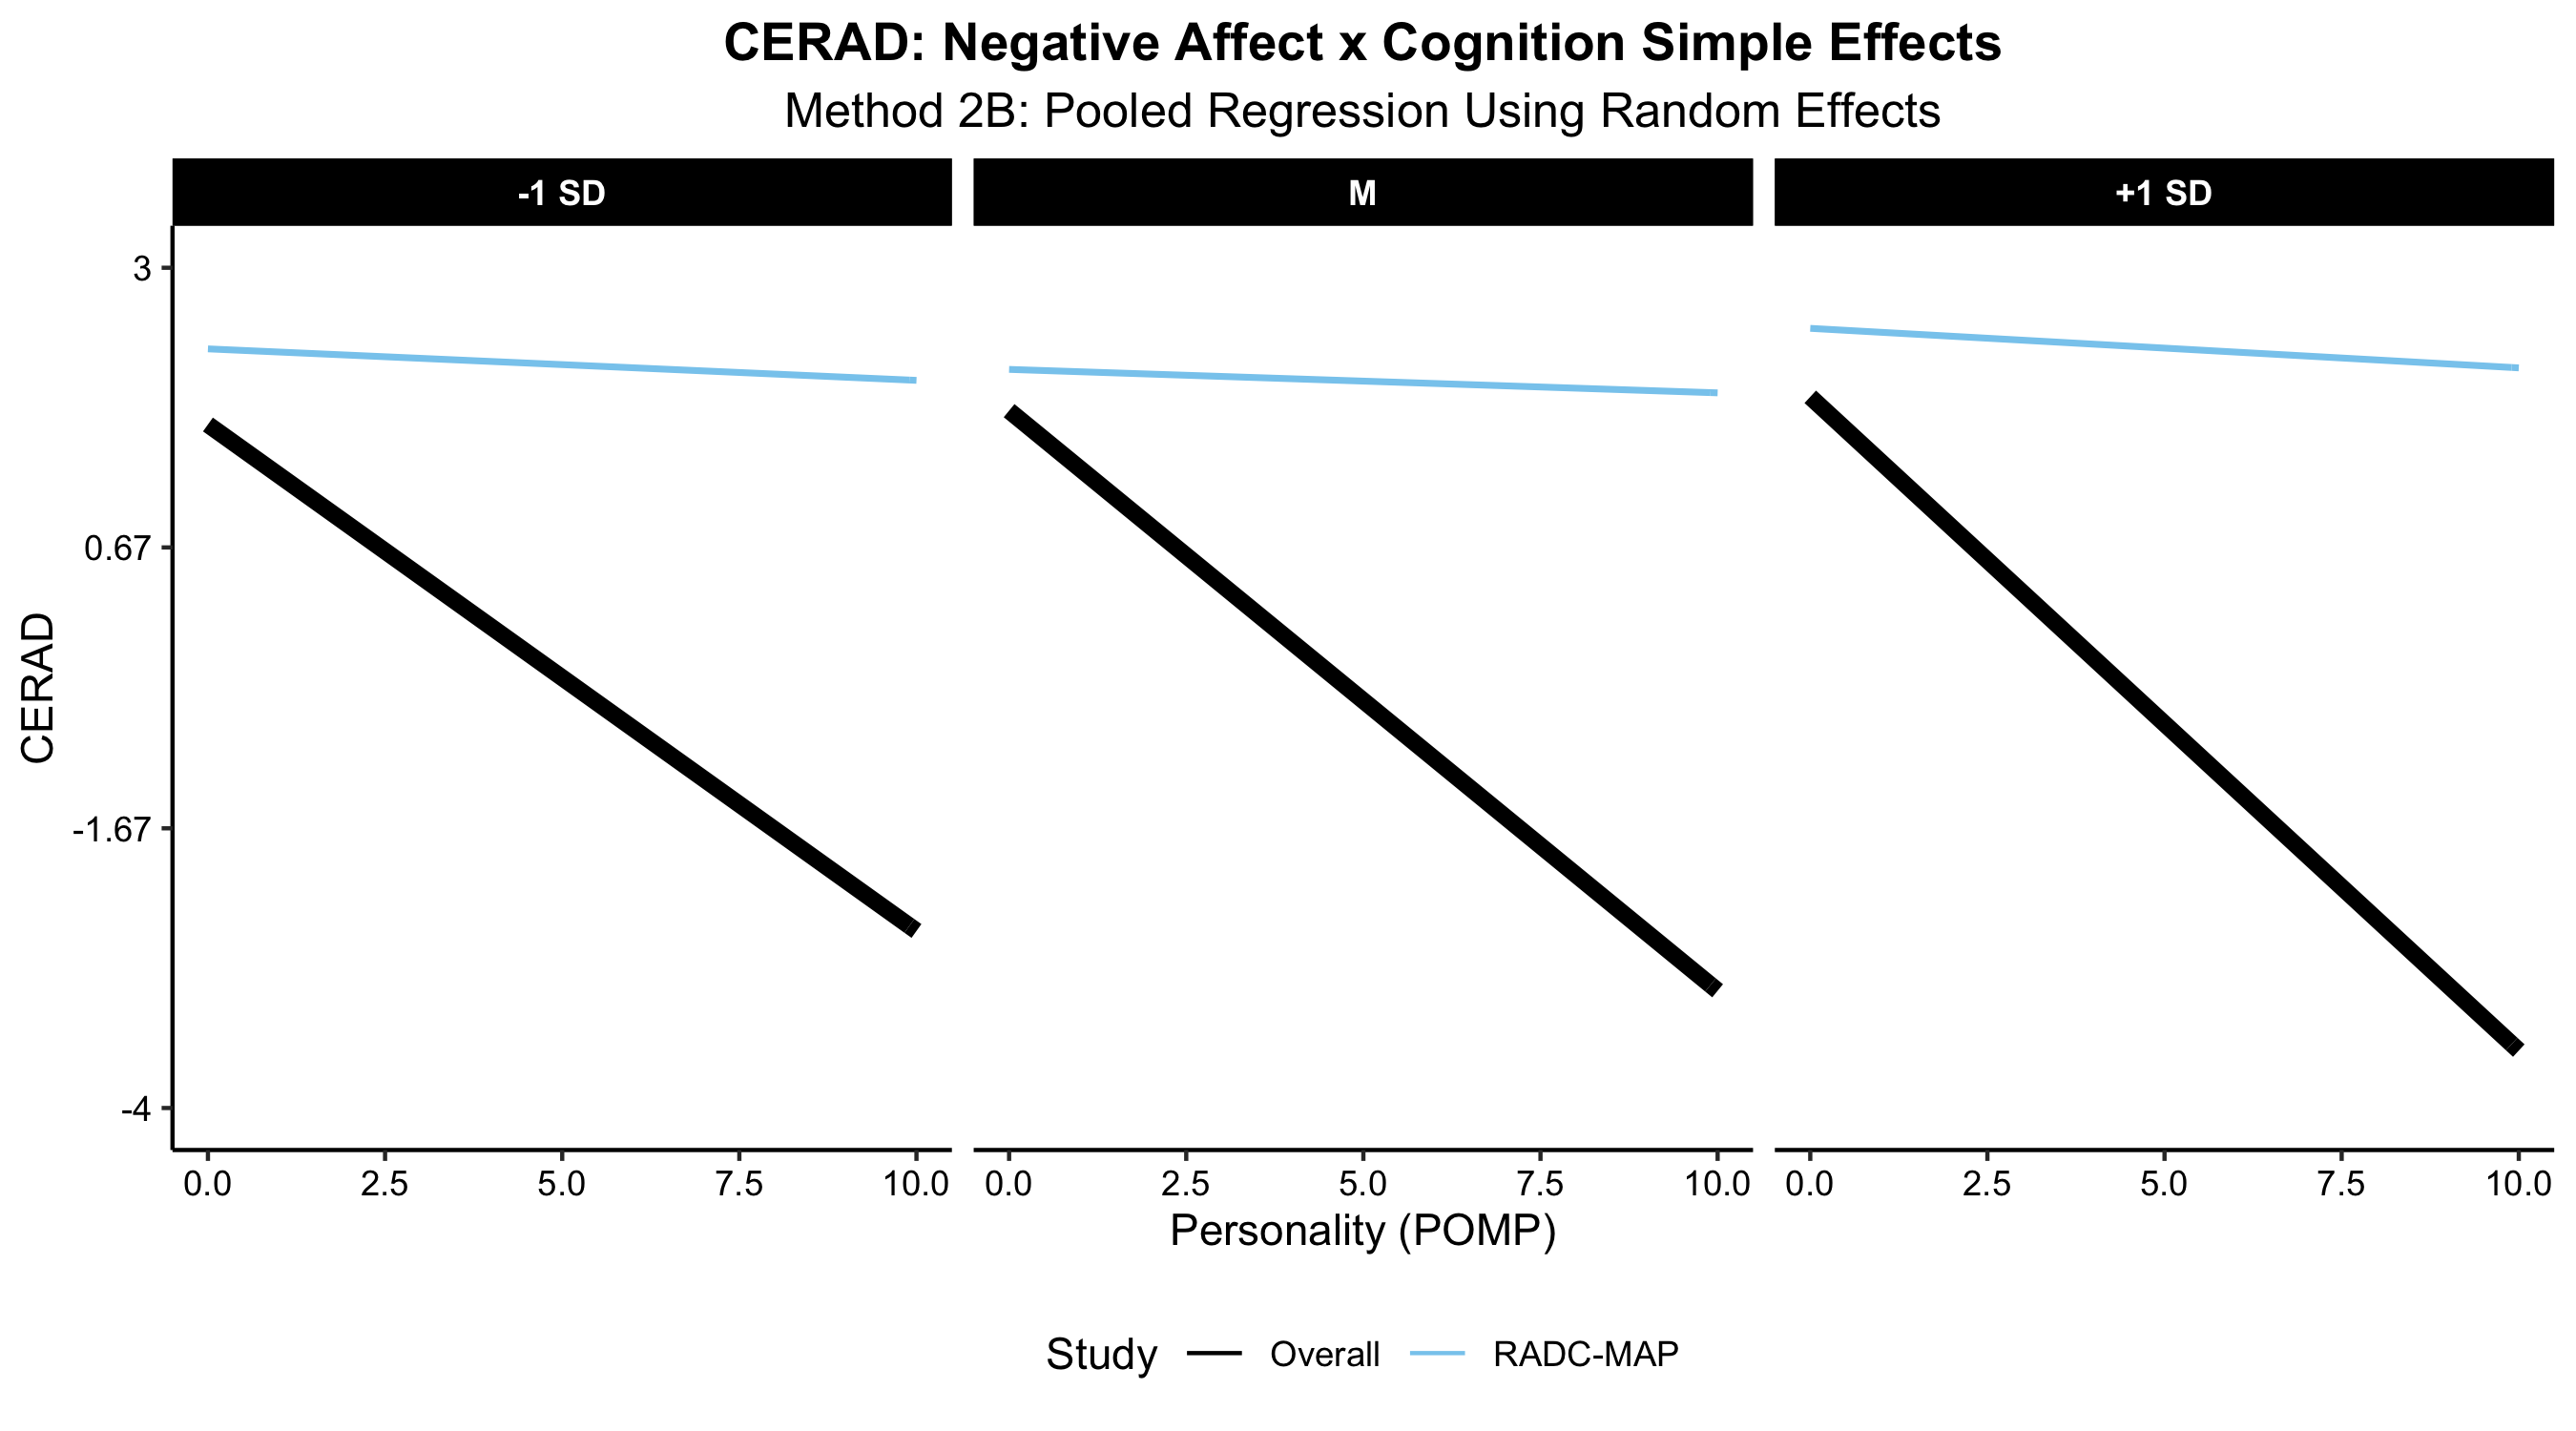 CERAD: Negative Affect x Cognition Simple Effects
Method 2B: Pooled Regression Using Random Effects
-1 SD M +1 SD
3
0.67
-1.67
-4
CERAD
0.0 2.5 5.0 7.5 10.0 0.0 2.5 5.0 7.5 10.0 0.0 2.5 5.0 7.5 10.0
Personality (POMP)
Study Overall RADC-MAP